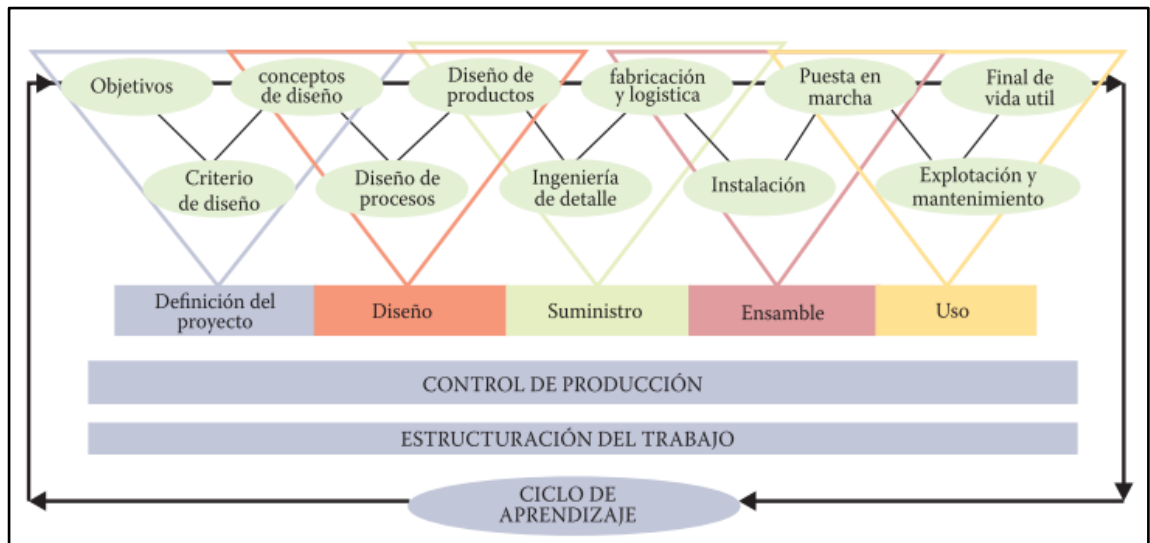 Objetivos
conceptos
de diseño
Diseño de
productos
fabricación
y logistica
Puesta en
marcha
Final de
vida util
Criterio
de diseño
Diseño de
procesos
Ingeniería
de detalle
Instalación
Explotación y
mantenimiento
Definición del
proyecto
Diseño
Suministro
Ensamble
Uso
CONTROL DE PRODUCCIÓN
ESTRUCTURACIÓN DEL TRABAJO
CICLO DE
APRENDIZAJE